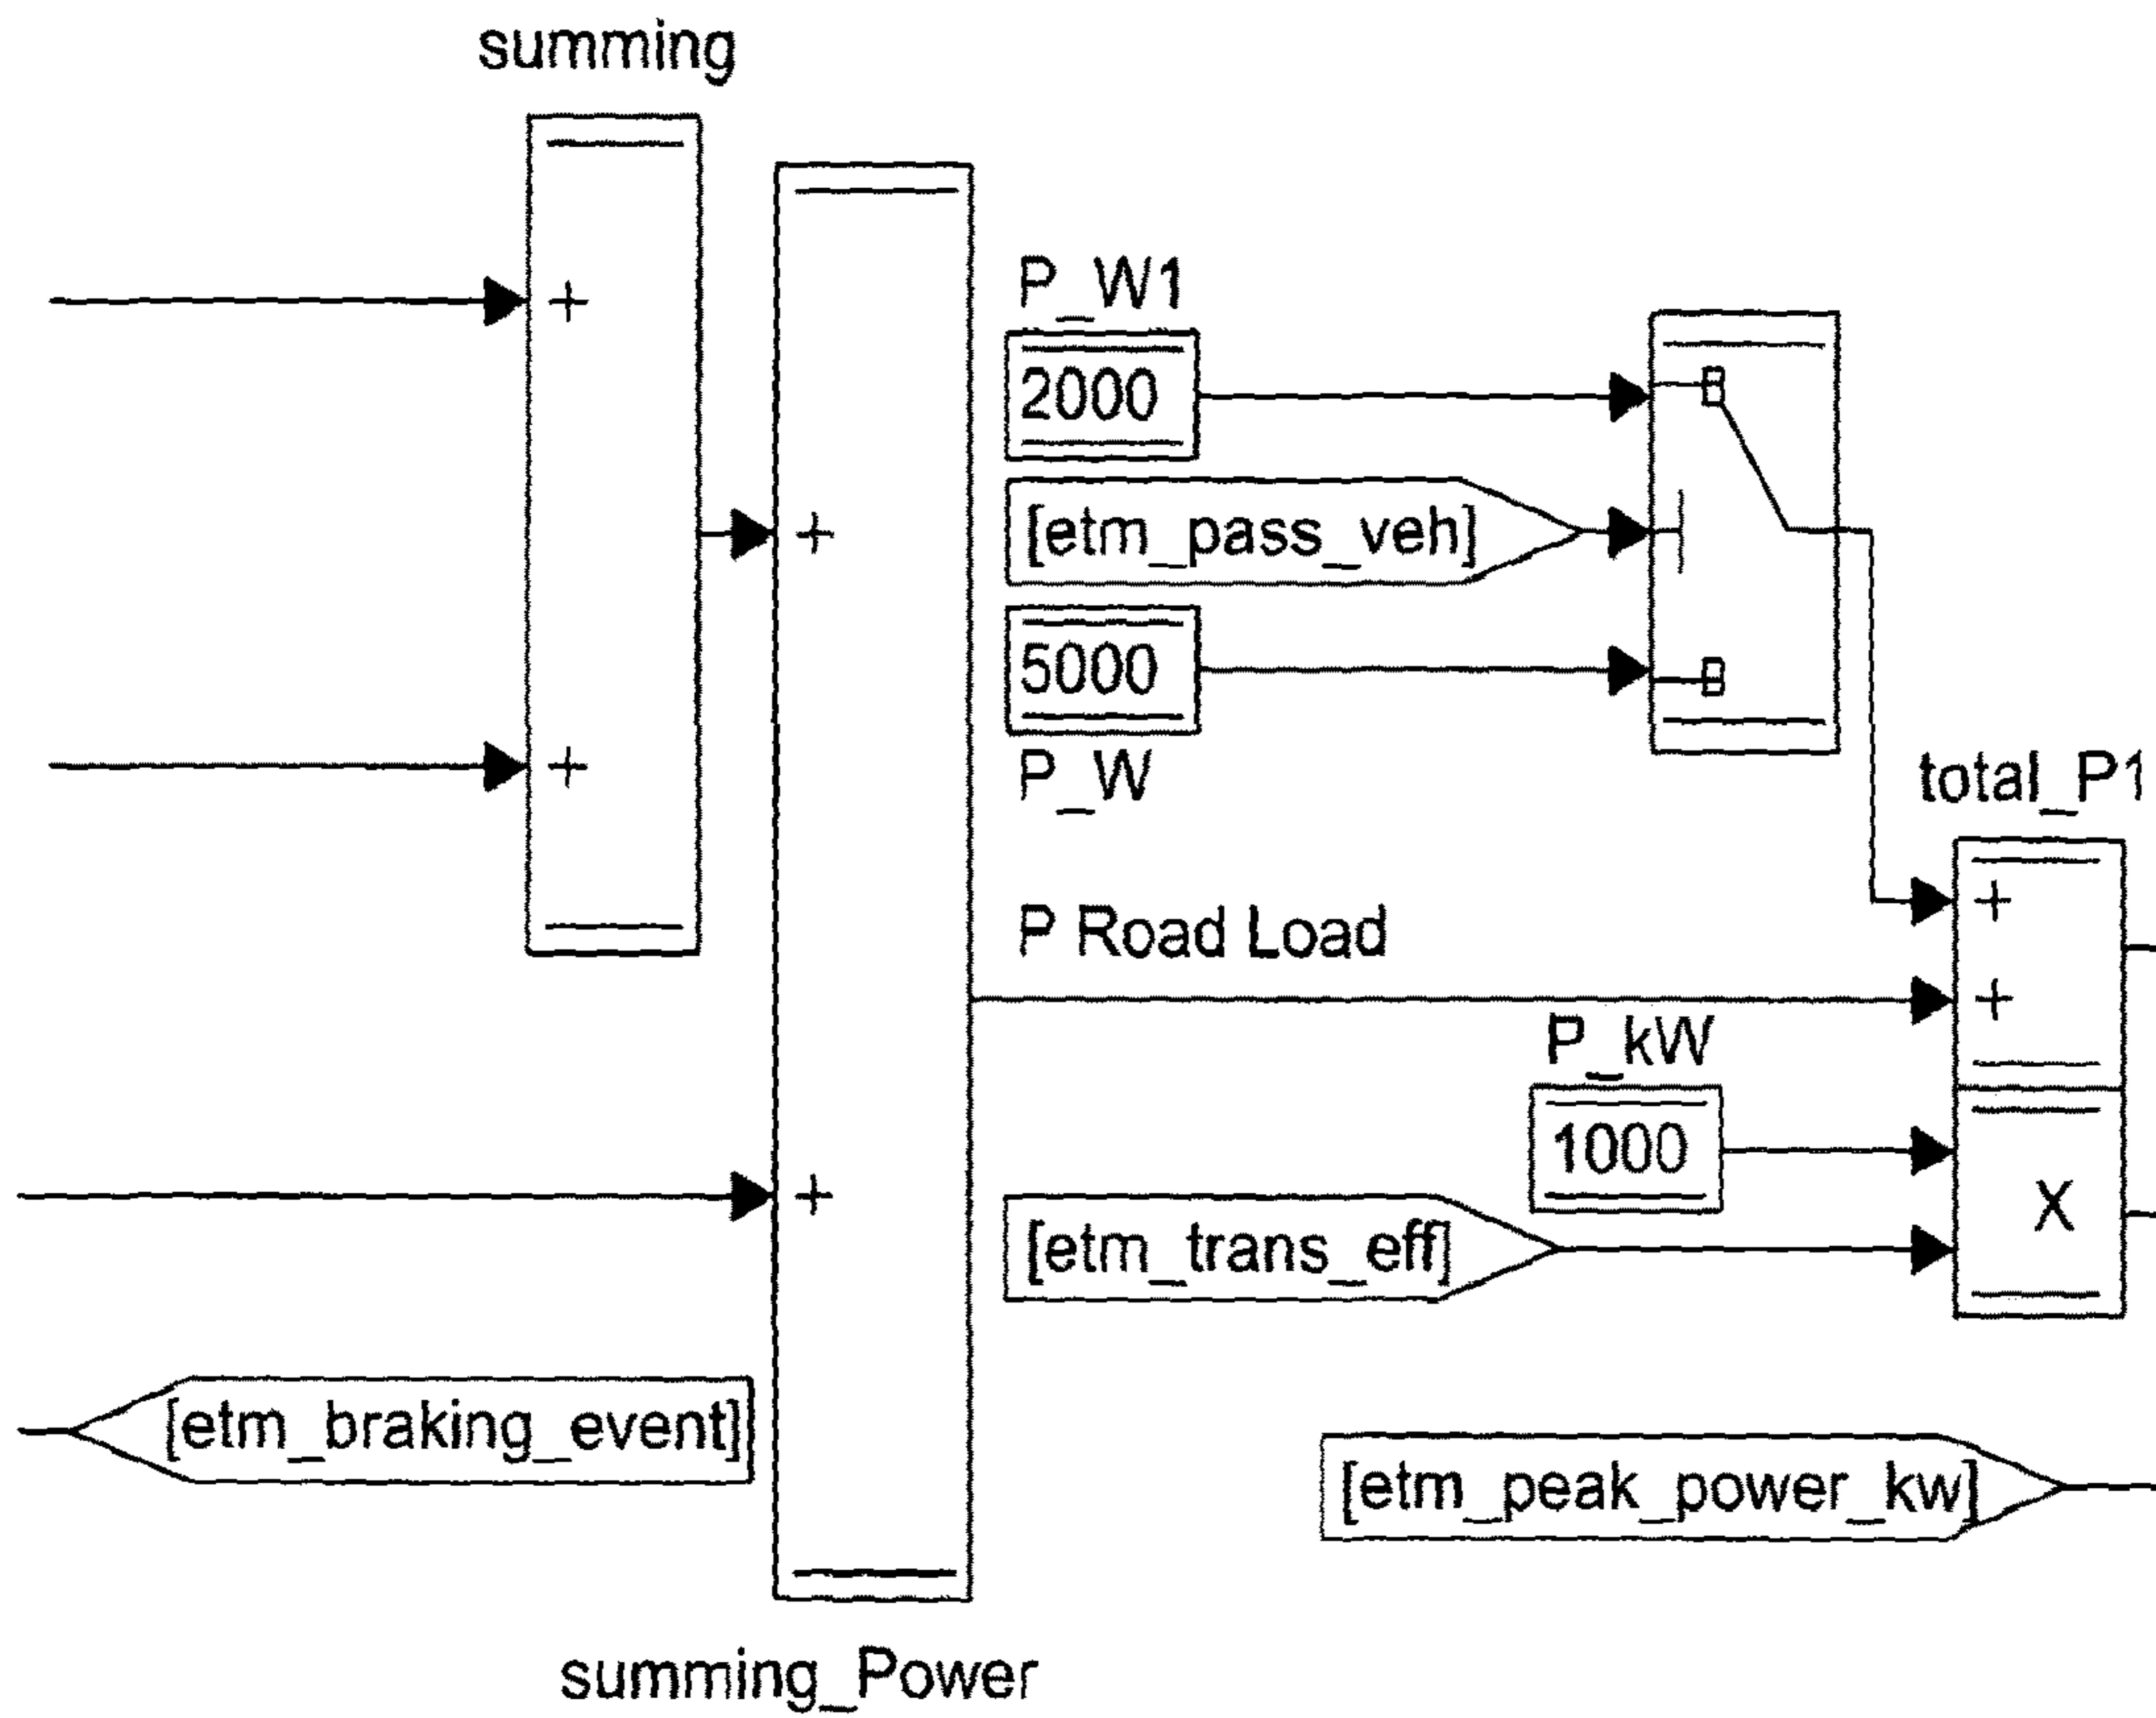 summing
+
+
+
+
P_W1
2000
[etm_pass_veh]
5000
P_W
total_P1
+
P Road Load
+
P_kW
1000
X
[etm_trans_eff]
[etm_braking_event]
[etm_peak_power_kw]
summing_Power